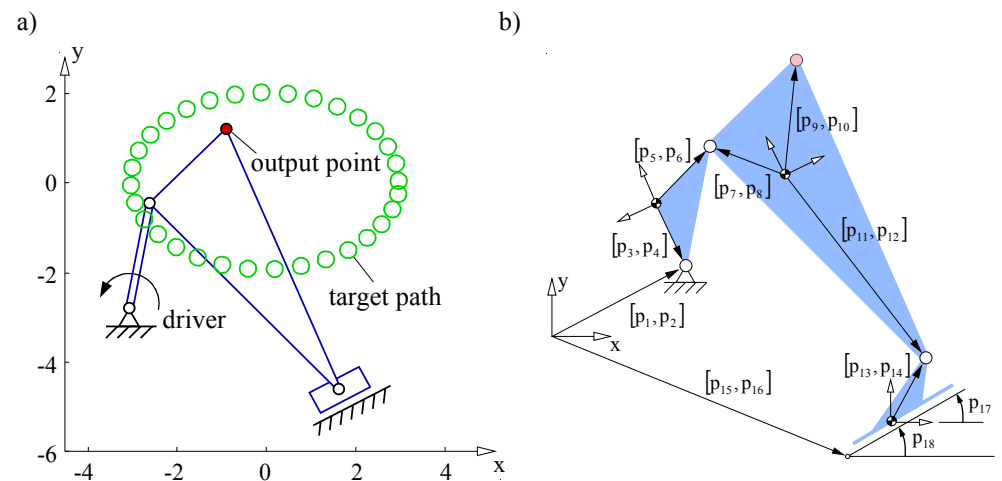 a)
y
2
0
-2
-4
-6
-4
-2
0
2
4
x
output point
target path
driver
b)
y
x
[p₁, p₂]
[p₃, p₄]
[p₅, p₆]
[p₇, p₈]
[p₉, p₁₀]
[p₁₁, p₁₂]
[p₁₃, p₁₄]
[p₁₅, p₁₆]
p₁₇
p₁₈